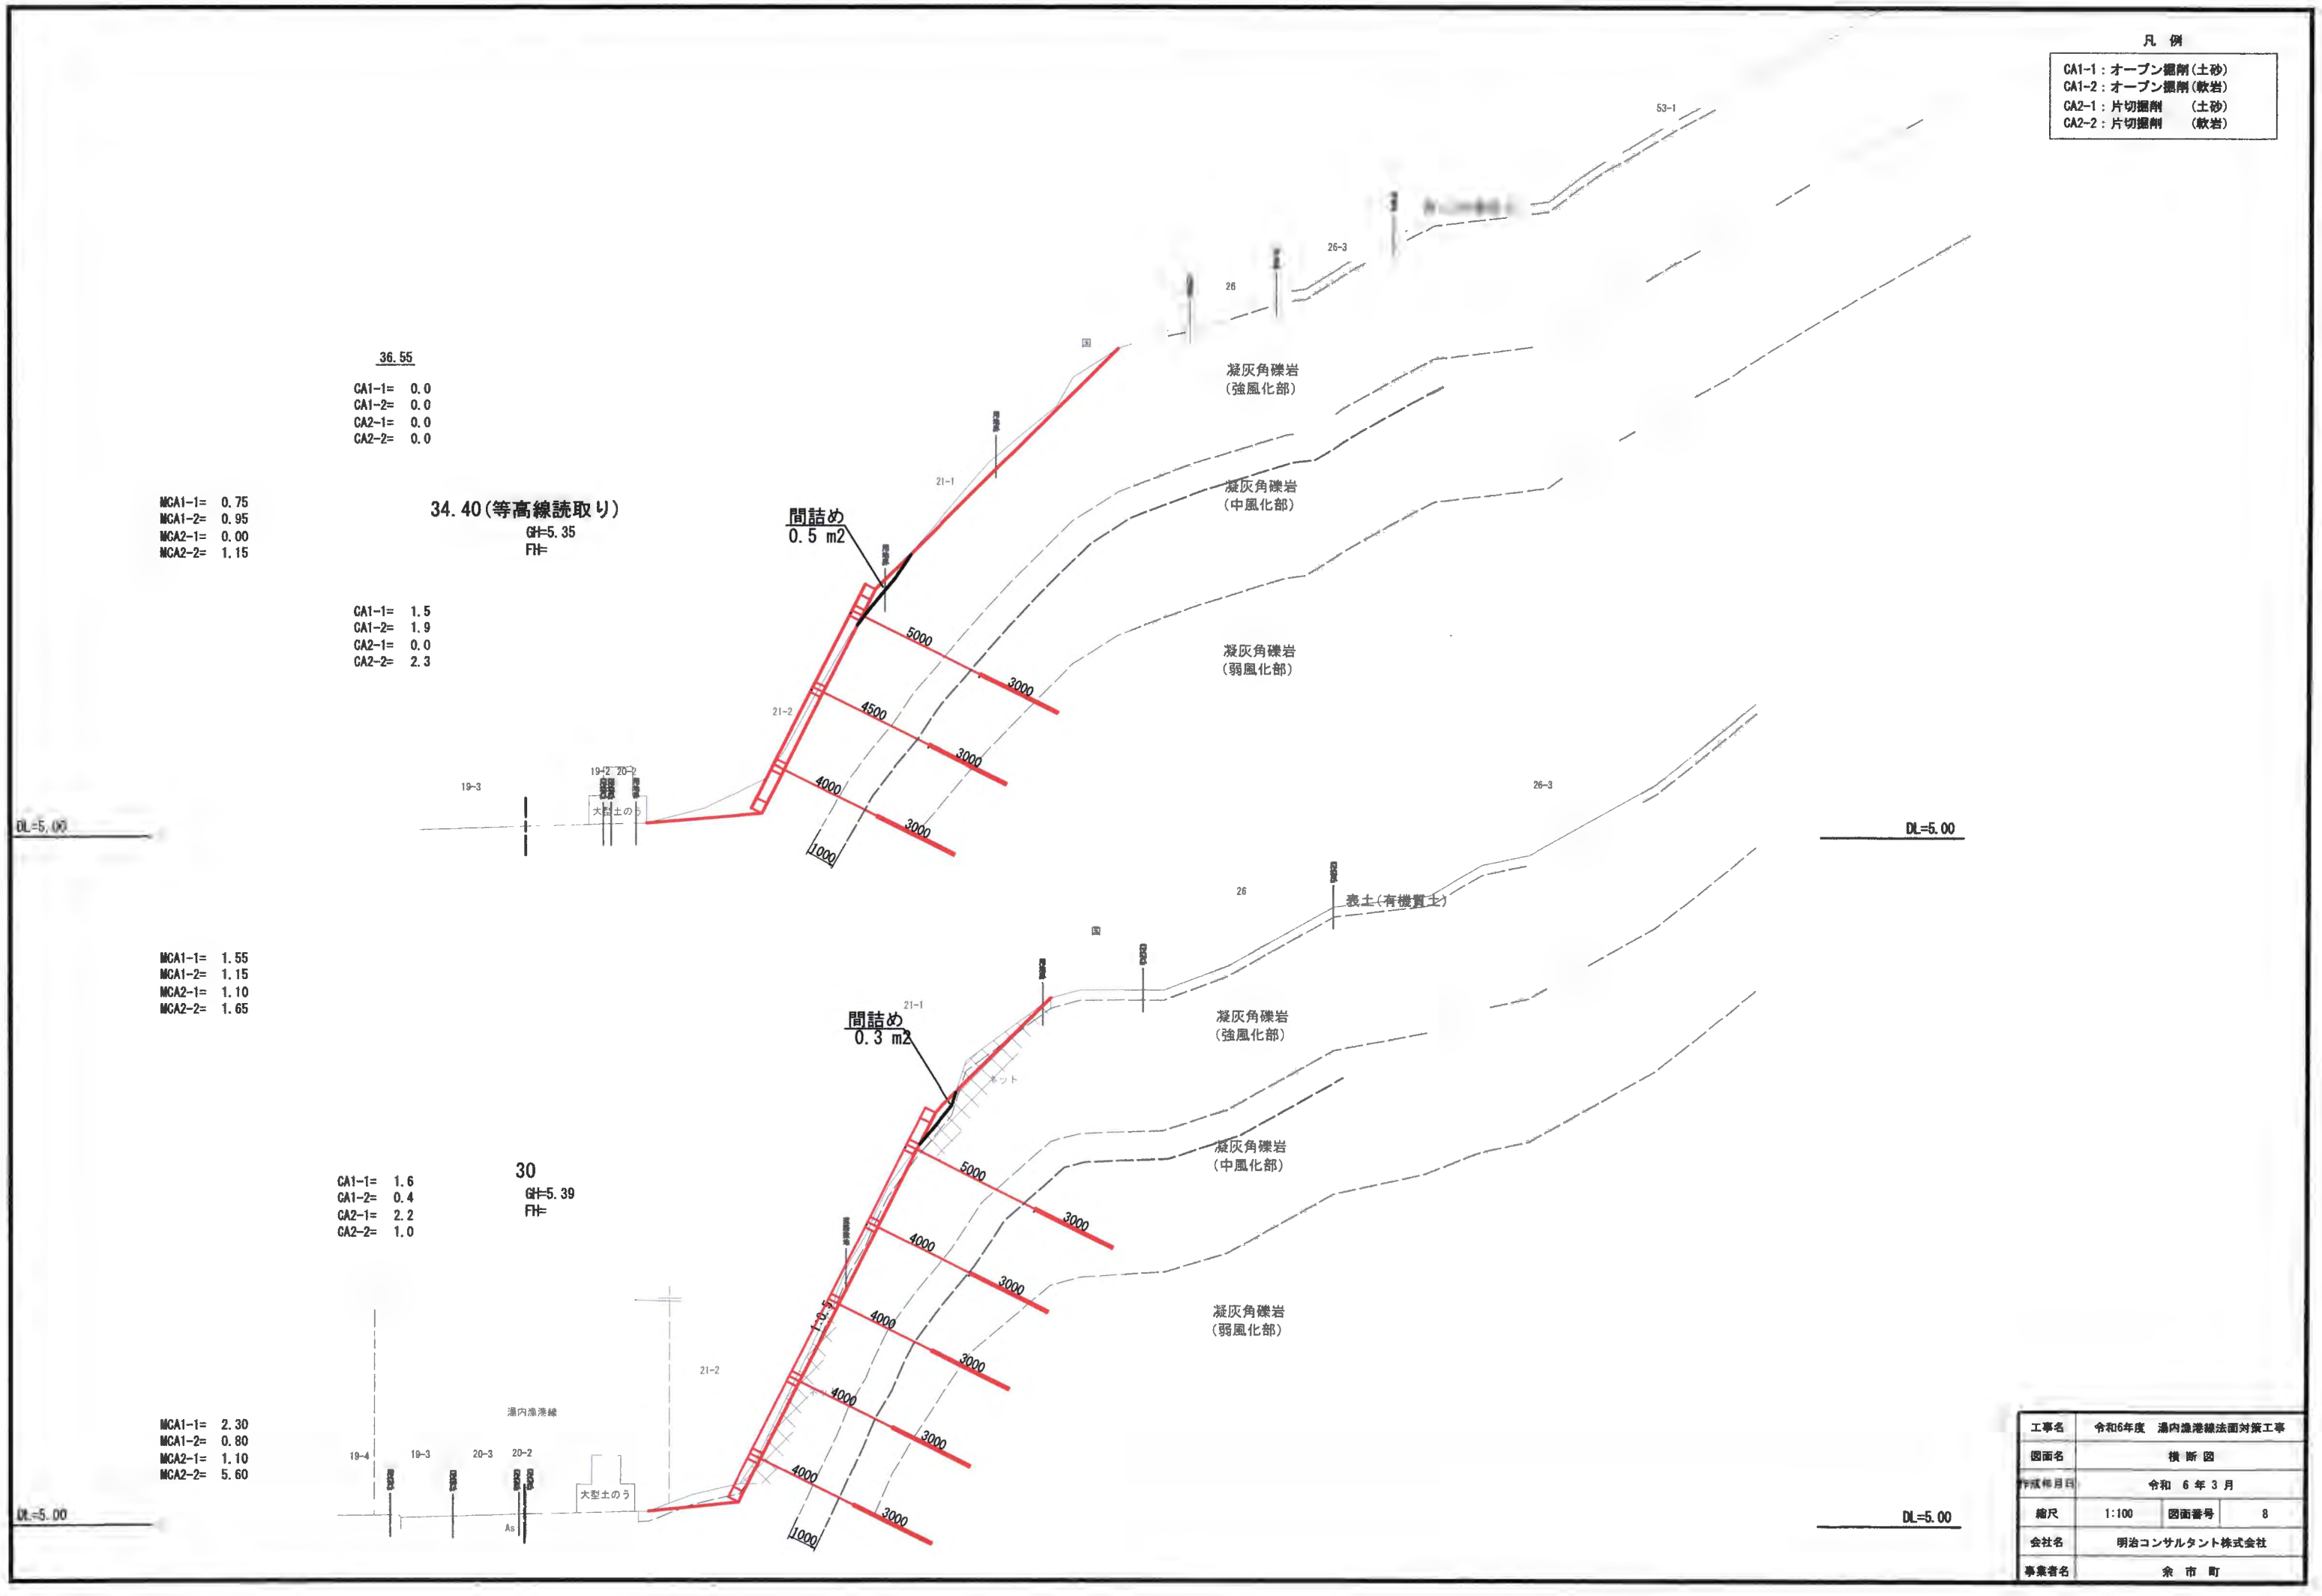 凡 例
CA1-1：オープン掘削(土砂)
CA1-2：オープン掘削(軟岩)
CA2-1：片切掘削 (土砂)
CA2-2：片切掘削 (軟岩)
53-1
26-3
26
国
36.55
CA1-1= 0.0
CA1-2= 0.0
CA2-1= 0.0
CA2-2= 0.0
凝灰角礫岩
(強風化部)
用地界
21-1
MCA1-1= 0.75
MCA1-2= 0.95
MCA2-1= 0.00
MCA2-2= 1.15
34.40(等高線読取り)
GH=5.35
FH=
間詰め
0.5 m2
凝灰角礫岩
(中風化部)
CA1-1= 1.5
CA1-2= 1.9
CA2-1= 0.0
CA2-2= 2.3
5000
3000
凝灰角礫岩
(弱風化部)
21-2
4500
3000
19-3
19-2
20-2
大型土のう
4000
3000
1000
DL=5.00
DL=5.00
26-3
26
表土(有機質土)
国
MCA1-1= 1.55
MCA1-2= 1.15
MCA2-1= 1.10
MCA2-2= 1.65
21-1
間詰め
0.3 m2
凝灰角礫岩
(強風化部)
ネット
CA1-1= 1.6
CA1-2= 0.4
CA2-1= 2.2
CA2-2= 1.0
30
GH=5.39
FH=
凝灰角礫岩
(中風化部)
5000
3000
4000
3000
1:0.5
4000
3000
凝灰角礫岩
(弱風化部)
21-2
4000
3000
湯内漁港線
MCA1-1= 2.30
MCA1-2= 0.80
MCA2-1= 1.10
MCA2-2= 5.60
19-4
19-3
20-3
20-2
大型土のう
As
4000
3000
1000
DL=5.00
DL=5.00
工事名 令和6年度 湯内漁港線法面対策工事
図面名 横 断 図
作成年月日 令和 6 年 3 月
縮尺 1:100 図面番号 8
会社名 明治コンサルタント株式会社
事業者名 余 市 町